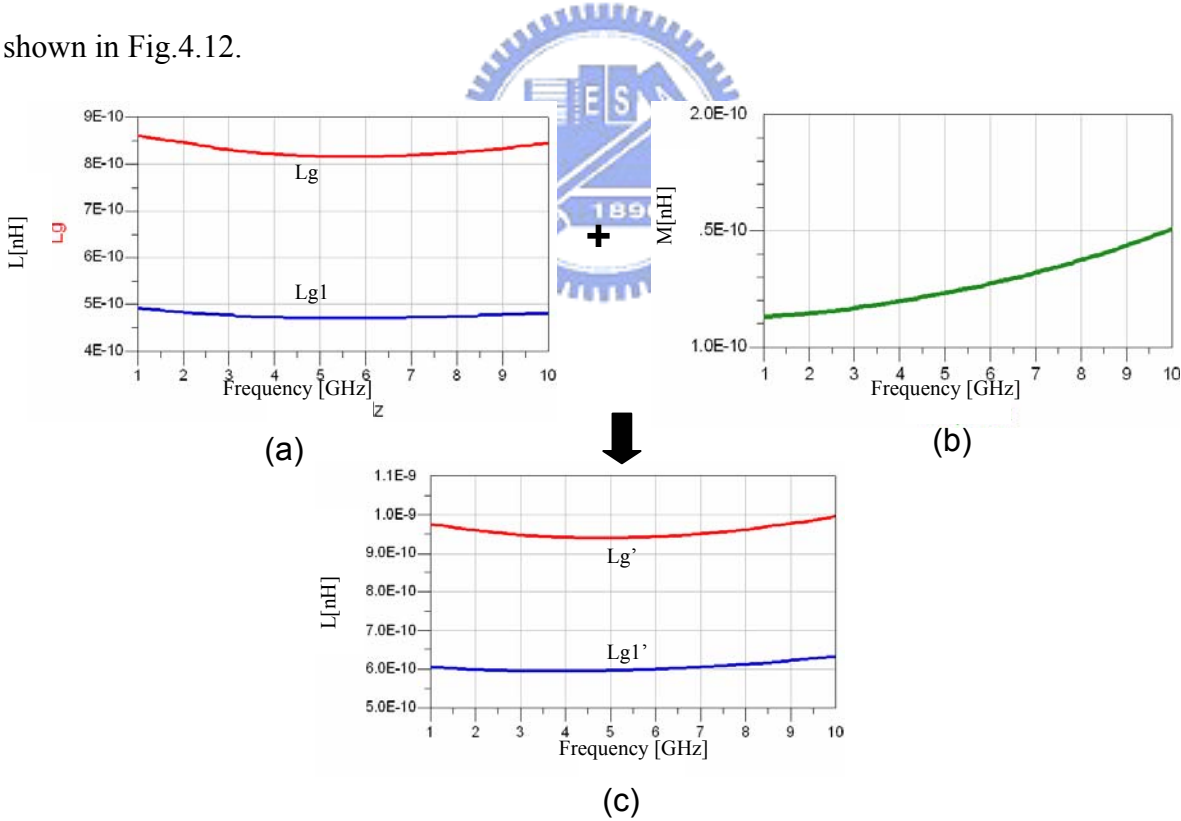 shown in Fig.4.12.
ES
1896
L[nH]
Lg
9E-10
8E-10
7E-10
6E-10
5E-10
4E-10
Lg
Lg1
1 2 3 4 5 6 7 8 9 10
Frequency [GHz]
z
(a)
+
M[nH]
2.0E-10
.5E-10
1.0E-10
1 2 3 4 5 6 7 8 9 10
Frequency [GHz]
(b)
L[nH]
1.1E-9
1.0E-9
9.0E-10
8.0E-10
7.0E-10
6.0E-10
5.0E-10
Lg’
Lg1’
1 2 3 4 5 6 7 8 9 10
Frequency [GHz]
(c)